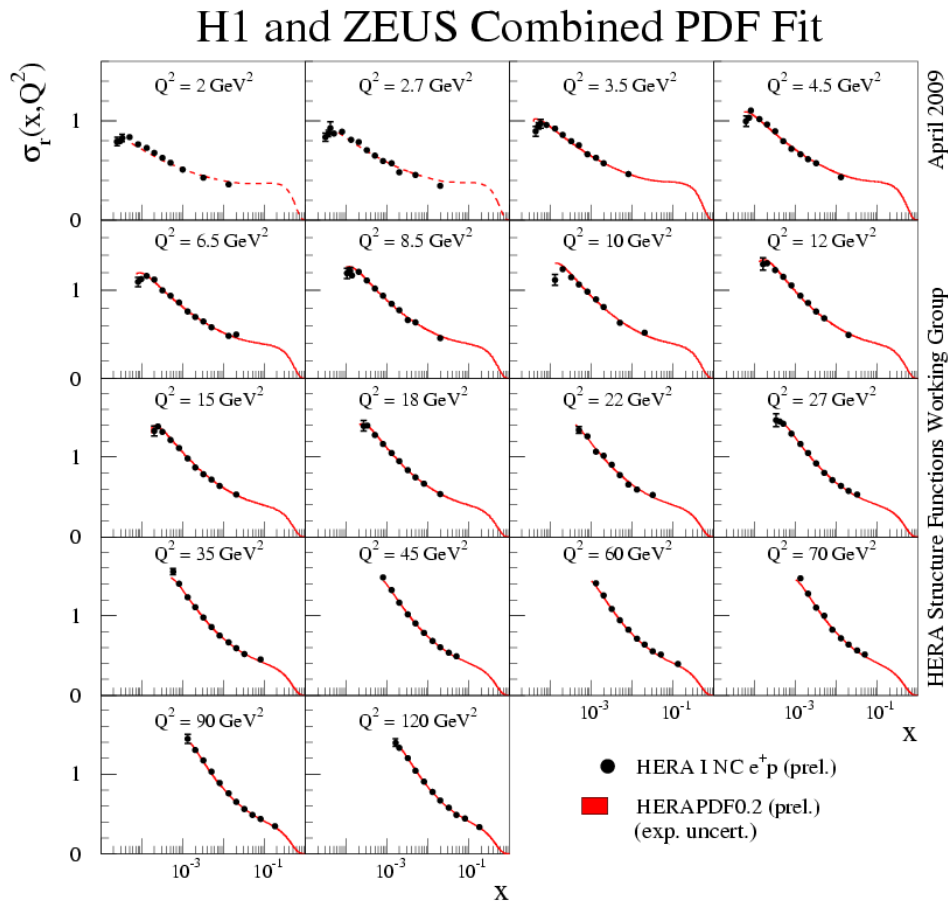 H1 and ZEUS Combined PDF Fit
σr(x,Q²)
April 2009
Q² = 2 GeV²
Q² = 2.7 GeV²
Q² = 3.5 GeV²
Q² = 4.5 GeV²
1
0
Q² = 6.5 GeV²
Q² = 8.5 GeV²
Q² = 10 GeV²
Q² = 12 GeV²
1
0
HERA Structure Functions Working Group
Q² = 15 GeV²
Q² = 18 GeV²
Q² = 22 GeV²
Q² = 27 GeV²
1
0
Q² = 35 GeV²
Q² = 45 GeV²
Q² = 60 GeV²
Q² = 70 GeV²
1
0
10⁻³ 10⁻¹ 10⁻³ 10⁻¹
x
Q² = 90 GeV²
Q² = 120 GeV²
1
0
10⁻³ 10⁻¹ 10⁻³ 10⁻¹
x
HERA I NC e⁺p (prel.)
HERAPDF0.2 (prel.)
(exp. uncert.)